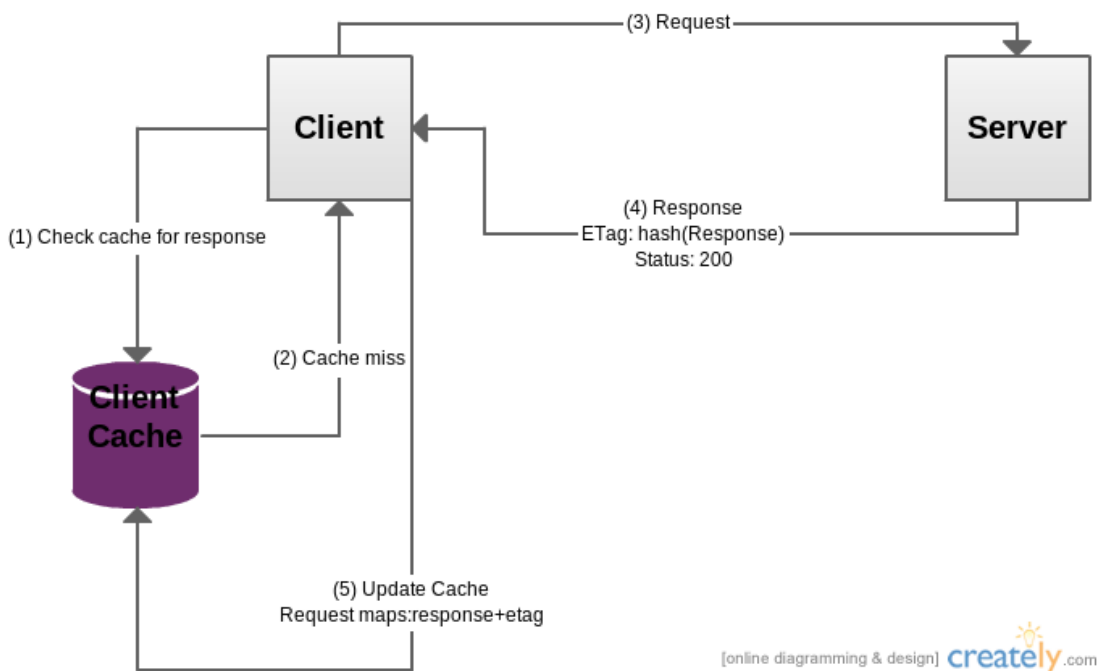 (3) Request
Client
Server
(4) Response
ETag: hash(Response)
Status: 200
(1) Check cache for response
(2) Cache miss
Client
Cache
(5) Update Cache
Request maps:response+etag
[online diagramming & design] creately.com